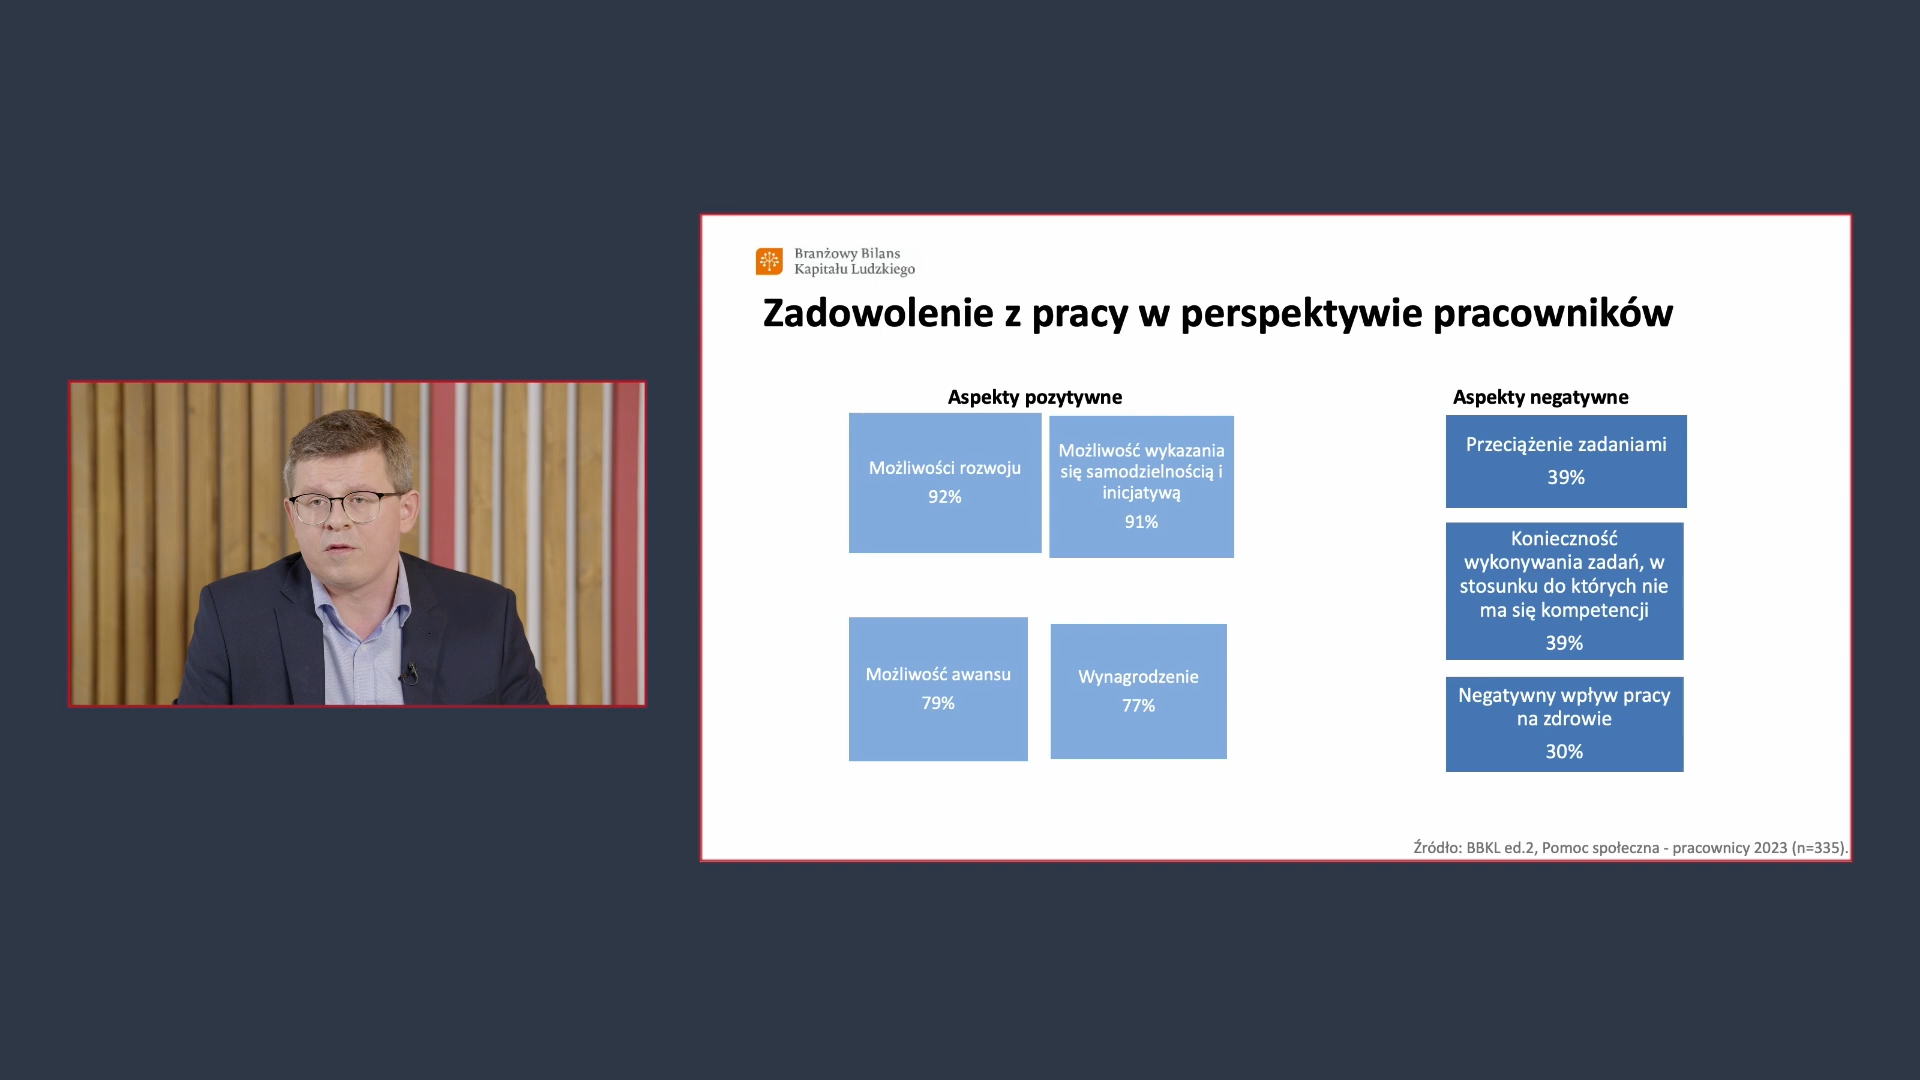 Branżowy Bilans
Kapitału Ludzkiego
Zadowolenie z pracy w perspektywie pracowników
Aspekty pozytywne
Możliwości rozwoju
92%
Możliwość wykazania
się samodzielnością i
inicjatywą
91%
Możliwość awansu
79%
Wynagrodzenie
77%
Aspekty negatywne
Przeciążenie zadaniami
39%
Konieczność
wykonywania zadań, w
stosunku do których nie
ma się kompetencji
39%
Negatywny wpływ pracy
na zdrowie
30%
Źródło: BBKL ed.2, Pomoc społeczna - pracownicy 2023 (n=335).